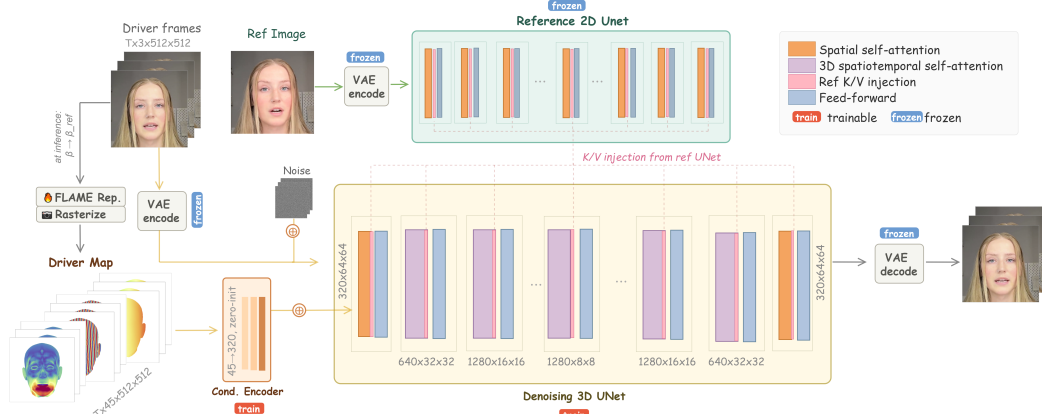 frozen
Reference 2D Unet
Driver frames
Tx3x512x512
Ref Image
frozen
VAE
encode
...
...
Spatial self-attention
3D spatiotemporal self-attention
Ref K/V injection
Feed-forward
train trainable
frozen frozen
at inference:
β → β_ref
K/V injection from ref UNet
Noise
FLAME Rep.
Rasterize
VAE
encode
frozen
Driver Map
320x64x64
...
...
320x64x64
frozen
VAE
decode
45→320, zero-init
640x32x32
1280x16x16
1280x8x8
1280x16x16
640x32x32
Tx45x512x512
Cond. Encoder
train
Denoising 3D UNet
train